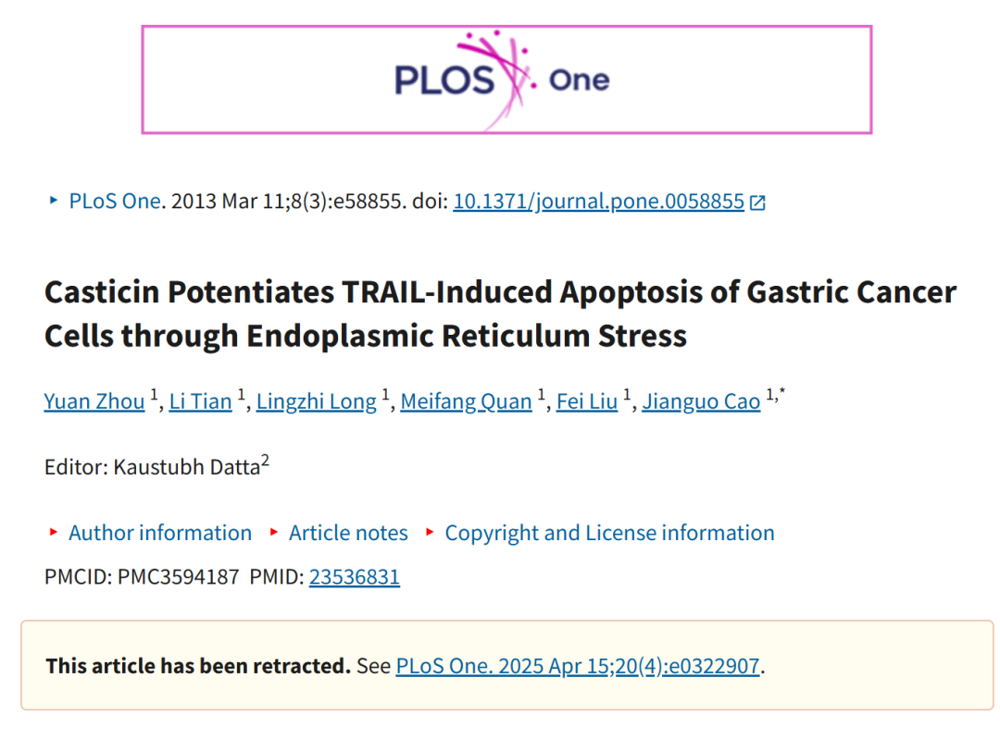 PLOS One
PLoS One. 2013 Mar 11;8(3):e58855. doi: 10.1371/journal.pone.0058855
Casticin Potentiates TRAIL-Induced Apoptosis of Gastric Cancer
Cells through Endoplasmic Reticulum Stress
Yuan Zhou 1, Li Tian 1, Lingzhi Long 1, Meifang Quan 1, Fei Liu 1, Jianguo Cao 1,*
Editor: Kaustubh Datta2
Author information Article notes Copyright and License information
PMCID: PMC3594187 PMID: 23536831
This article has been retracted. See PLoS One. 2025 Apr 15;20(4):e0322907.